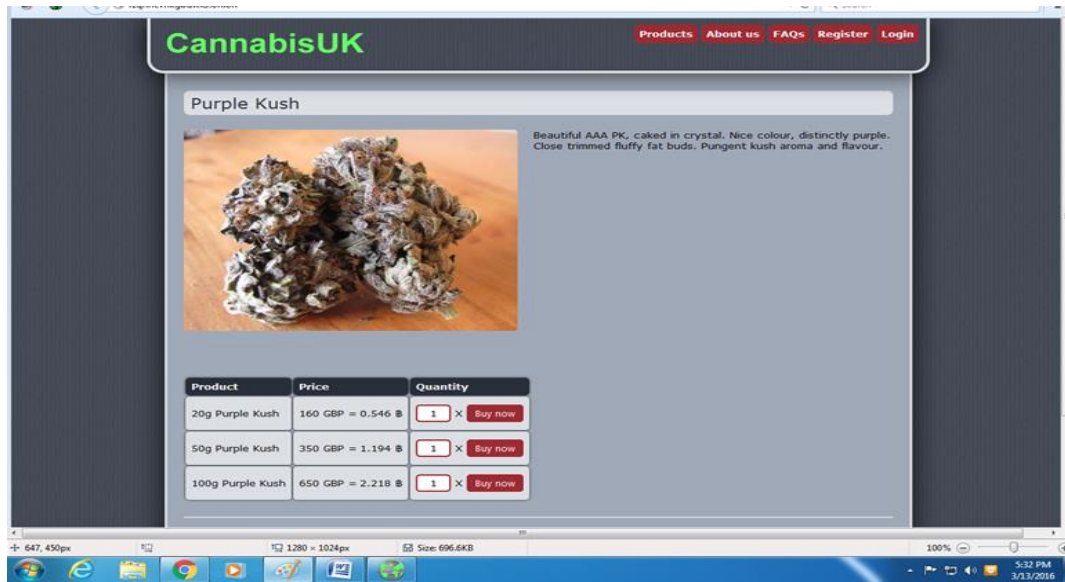 CannabisUK
Products About us FAQs Register Login
Purple Kush
Beautiful AAA PK, caked in crystal. Nice colour, distinctly purple.
Close trimmed fluffy fat buds. Pungent kush aroma and flavour.
Product Price Quantity
20g Purple Kush 160 GBP = 0.546 ฿ 1 X Buy now
50g Purple Kush 350 GBP = 1.194 ฿ 1 X Buy now
100g Purple Kush 650 GBP = 2.218 ฿ 1 X Buy now
647, 450px 1280 × 1024px Size: 696.6KB 100%
5:32 PM
3/13/2016